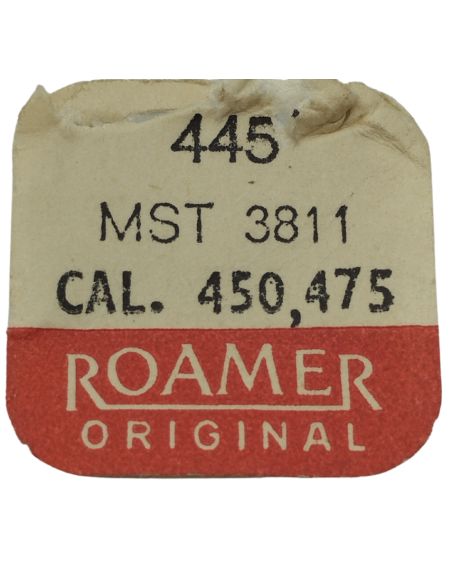 445
MST 3811
CAL. 450,475
ROAMER
ORIGINAL